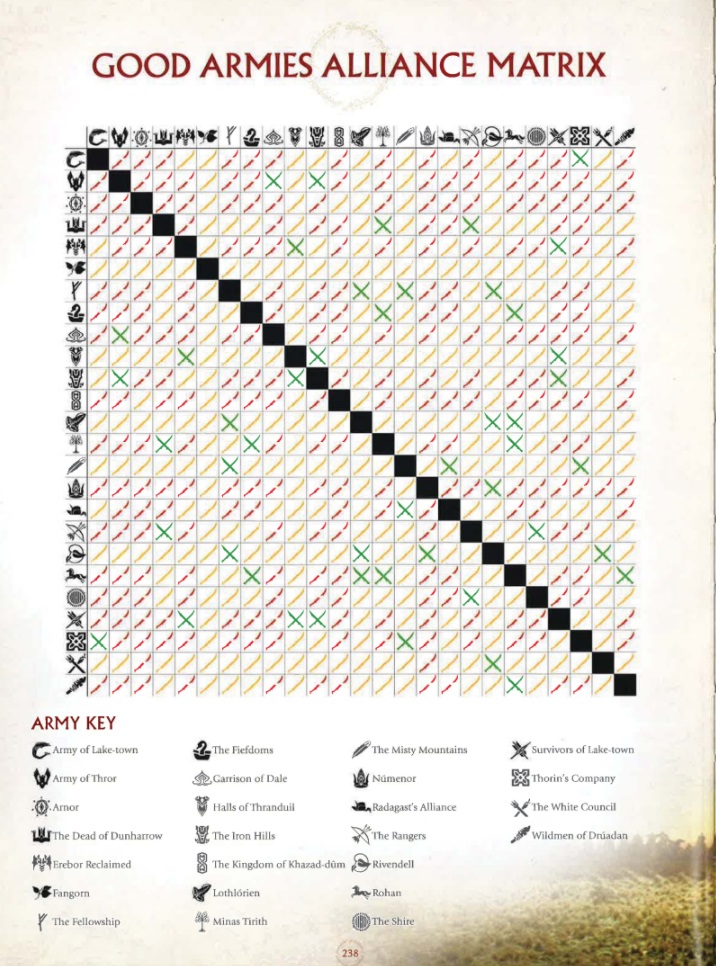 GOOD ARMIES ALLIANCE MATRIX
ARMY KEY
Army of Lake-town
Army of Thror
Arnor
The Dead of Dunharrow
Erebor Reclaimed
Fangorn
The Fellowship
The Fiefdoms
Garrison of Dale
Halls of Thranduil
The Iron Hills
The Kingdom of Khazad-dûm
Lothlórien
Minas Tirith
The Misty Mountains
Númenor
Radagast's Alliance
The Rangers
Rivendell
Rohan
The Shire
Survivors of Lake-town
Thorin's Company
The White Council
Wildmen of Drúadan
238